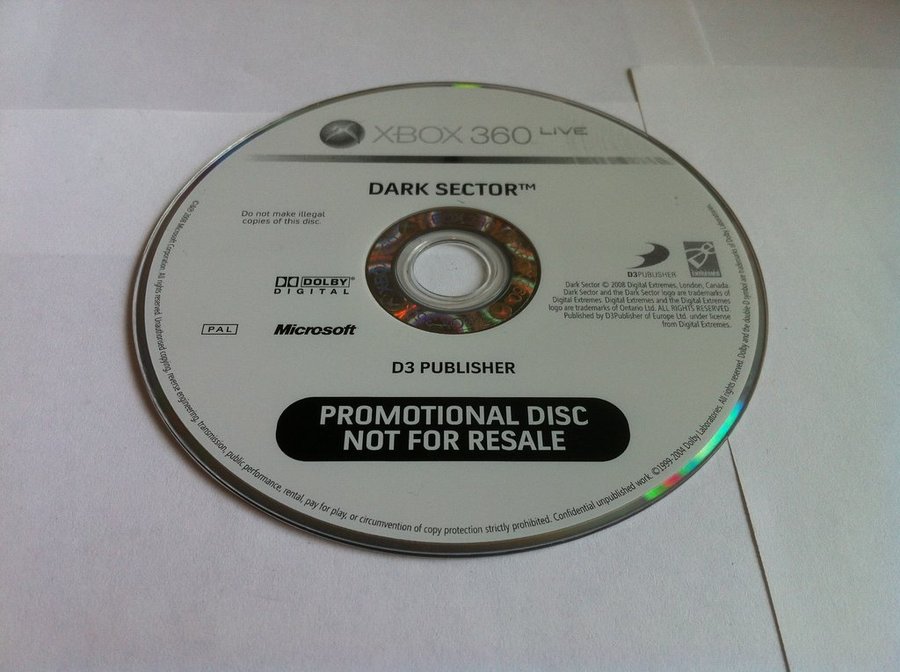 XBOX 360 LIVE
DARK SECTOR™
Do not make illegal
copies of this disc.
DOLBY®
DIGITAL
PAL
Microsoft
D3PUBLISHER
Dark Sector © 2008 Digital Extremes, London, Canada.
Dark Sector and the Dark Sector logo are trademarks of
Digital Extremes. Digital Extremes and the Digital Extremes
logo are trademarks of Ontario Ltd. ALL RIGHTS RESERVED.
Published by D3Publisher of Europe Ltd. under license
from Digital Extremes.
D3 PUBLISHER
PROMOTIONAL DISC
NOT FOR RESALE
Microsoft Corporation. All rights reserved. Unauthorised copying, reverse engineering, transmission, public performance, rental, pay for play, or circumvention of copy protection strictly prohibited. Confidential unpublished work. ©1999-2004 Dolby Laboratories. All rights reserved. Dolby and the double-D symbol are trademarks of Dolby Laboratories.